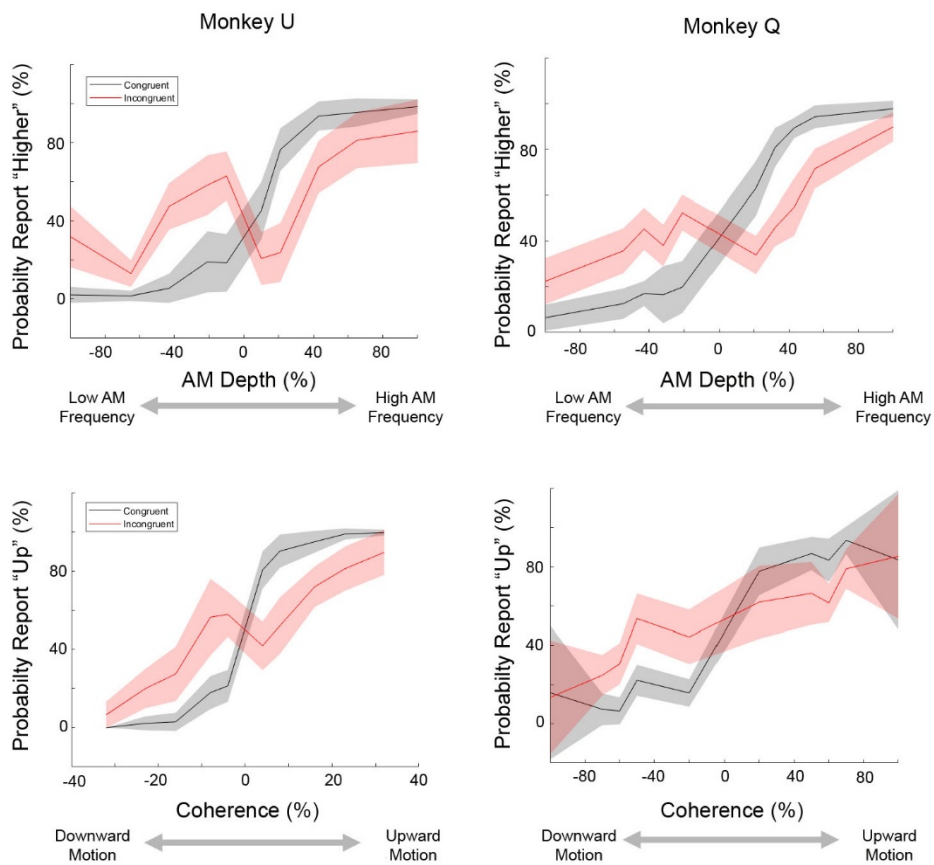 Monkey U
Monkey Q
Probabilty Report "Higher" (%)
Congruent
Incongruent
80
40
0
-80
-40
0
40
80
AM Depth (%)
Low AM
Frequency
High AM
Frequency
Probabilty Report "Higher" (%)
80
40
0
-80
-40
0
40
80
AM Depth (%)
Low AM
Frequency
High AM
Frequency
Probabilty Report "Up" (%)
Congruent
Incongruent
80
40
0
-40
-20
0
20
40
Coherence (%)
Downward
Motion
Upward
Motion
Probabilty Report "Up" (%)
80
40
0
-80
-40
0
40
80
Coherence (%)
Downward
Motion
Upward
Motion